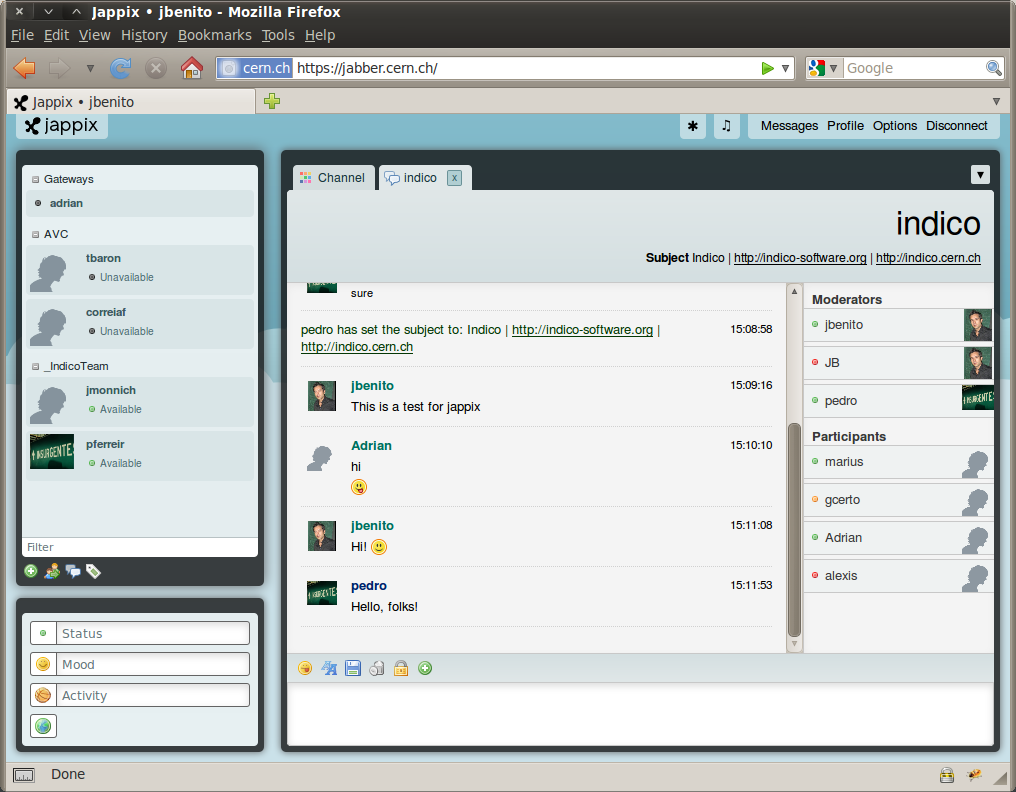 Jappix • jbenito - Mozilla Firefox
File Edit View History Bookmarks Tools Help
cern.ch https://jabber.cern.ch/
Google
Jappix • jbenito
jappix
Messages Profile Options Disconnect
Gateways
adrian
AVC
tbaron
Unavailable
correiaf
Unavailable
_IndicoTeam
jmonnich
Available
INSURGENTES
pferreir
Available
Filter
Status
Mood
Activity
Channel
indico x
indico
Subject Indico | http://indico-software.org | http://indico.cern.ch
sure
pedro has set the subject to: Indico | http://indico-software.org | 15:08:58
http://indico.cern.ch
jbenito 15:09:16
This is a test for jappix
Adrian 15:10:10
hi
jbenito 15:11:08
Hi!
pedro 15:11:53
INSURGENTES
Hello, folks!
Moderators
jbenito
JB
pedro
INSURGENTES
Participants
marius
gcerto
Adrian
alexis
Done